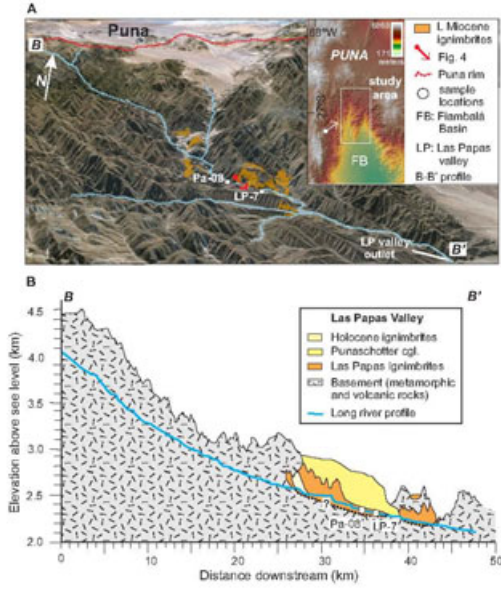 A
B
Puna
N
Pa-08
LP-7
LP valley
outlet
B'
68°W
PUNA
study
area
FB
meters
L Miocene
ignimbrites
Fig. 4
Puna rim
sample
locations
FB: Fiambalá
Basin
LP: Las Papas
valley
B-B' profile
B
B
B'
Elevation above see level (km)
4.5
4.0
3.5
3.0
2.5
2.0
Las Papas Valley
Holocene ignimbrites
Punaschotter cgl.
Las Papas Ignimbrites
Basement (metamorphic
and volcanic rocks)
Long river profile
Pa-08
LP-7
0
10
20
30
40
50
Distance downstream (km)